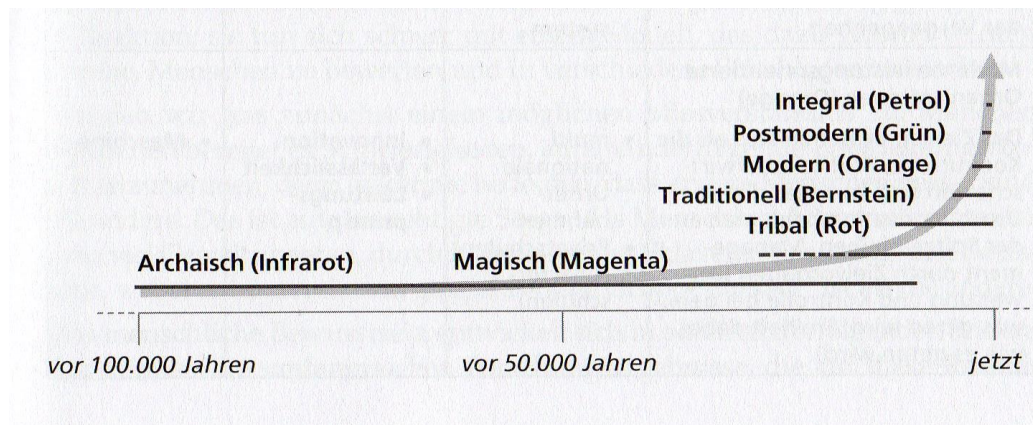 Integral (Petrol)
Postmodern (Grün)
Modern (Orange)
Traditionell (Bernstein)
Tribal (Rot)
Archaisch (Infrarot) Magisch (Magenta)
vor 100.000 Jahren vor 50.000 Jahren jetzt